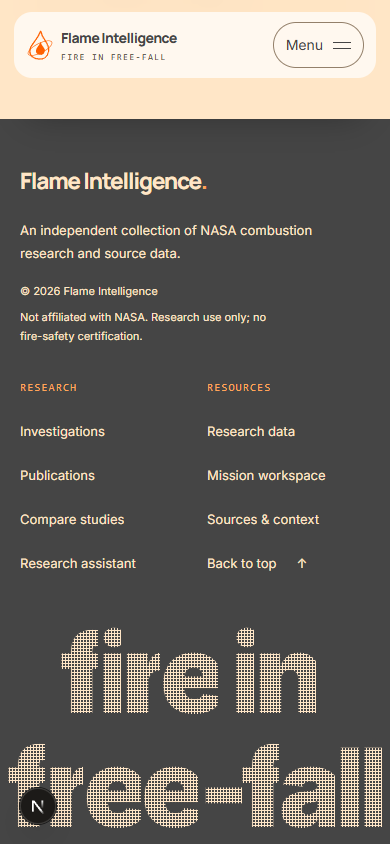 Flame Intelligence
FIRE IN FREE-FALL
Menu
Flame Intelligence.
An independent collection of NASA combustion
research and source data.
© 2026 Flame Intelligence
Not affiliated with NASA. Research use only; no
fire-safety certification.
RESEARCH
RESOURCES
Investigations
Research data
Publications
Mission workspace
Compare studies
Sources & context
Research assistant
Back to top ↑
fire in
free-fall
N